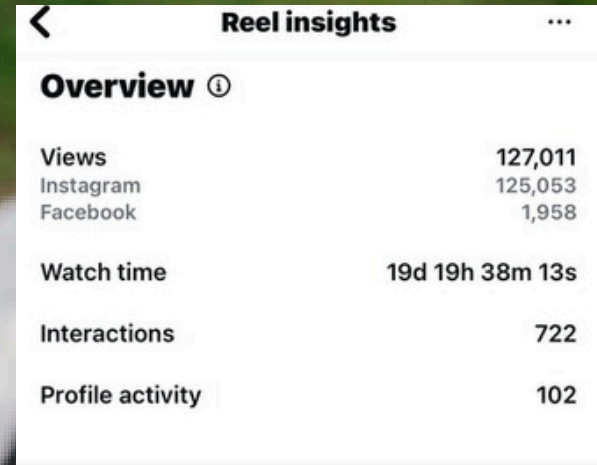 Reel insights
Overview
Views 127,011
Instagram 125,053
Facebook 1,958
Watch time 19d 19h 38m 13s
Interactions 722
Profile activity 102